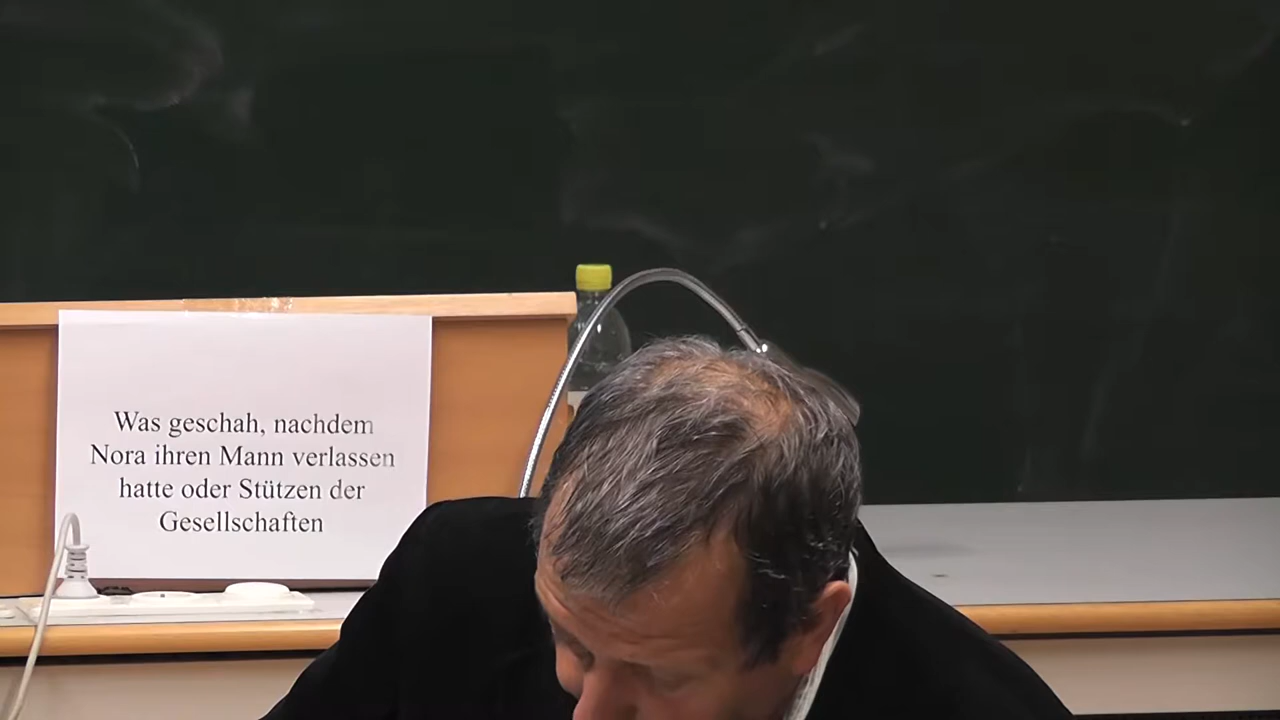 Was geschah, nachdem
Nora ihren Mann verlassen
hatte oder Stützen der
Gesellschaften